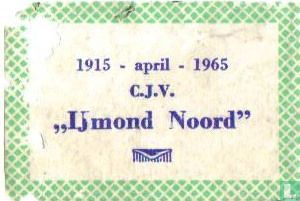 1915 - april - 1965
C.J.V.
„IJmond Noord”